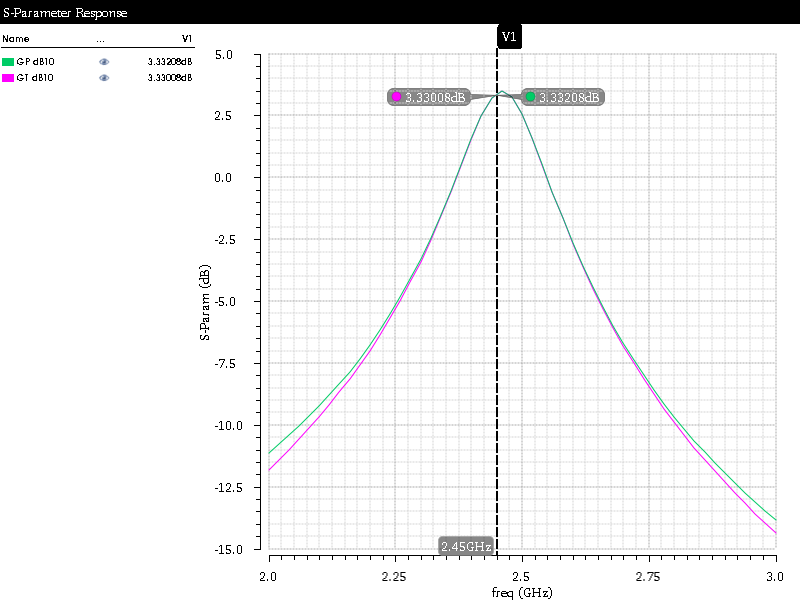 S-Parameter Response
Name ... V1
GP dB10 3.33208dB
GT dB10 3.33008dB
V1
3.33008dB 3.33208dB
5.0
2.5
0.0
-2.5
-5.0
-7.5
-10.0
-12.5
-15.0
S-Param (dB)
2.45GHz
2.0 2.25 2.5 2.75 3.0
freq (GHz)